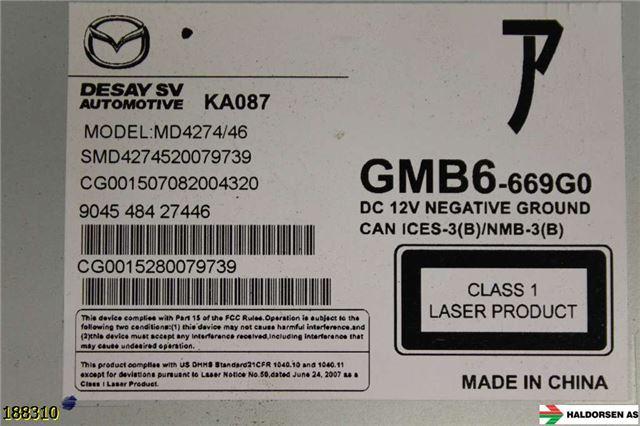 DESAY SV
AUTOMOTIVE
KA087
MODEL:MD4274/46
SMD4274520079739
CG001507082004320
9045 484 27446
CG0015280079739
This device complies with Part 15 of the FCC Rules.Operation is subject to the
following two conditions:(1) this device may not cause harmful interference,and
(2)this device must accept any interference received,including interference that
may cause undesired operation.
This product complies with US DHHS Standard21CFR 1040.10 and 1040.11
except for deviations pursuant to Laser Notice No.50,dated June 24, 2007 as a
Class I Laser Product.
ア
GMB6-669G0
DC 12V NEGATIVE GROUND
CAN ICES-3(B)/NMB-3(B)
CLASS 1
LASER PRODUCT
MADE IN CHINA
188310
HALDORSEN AS